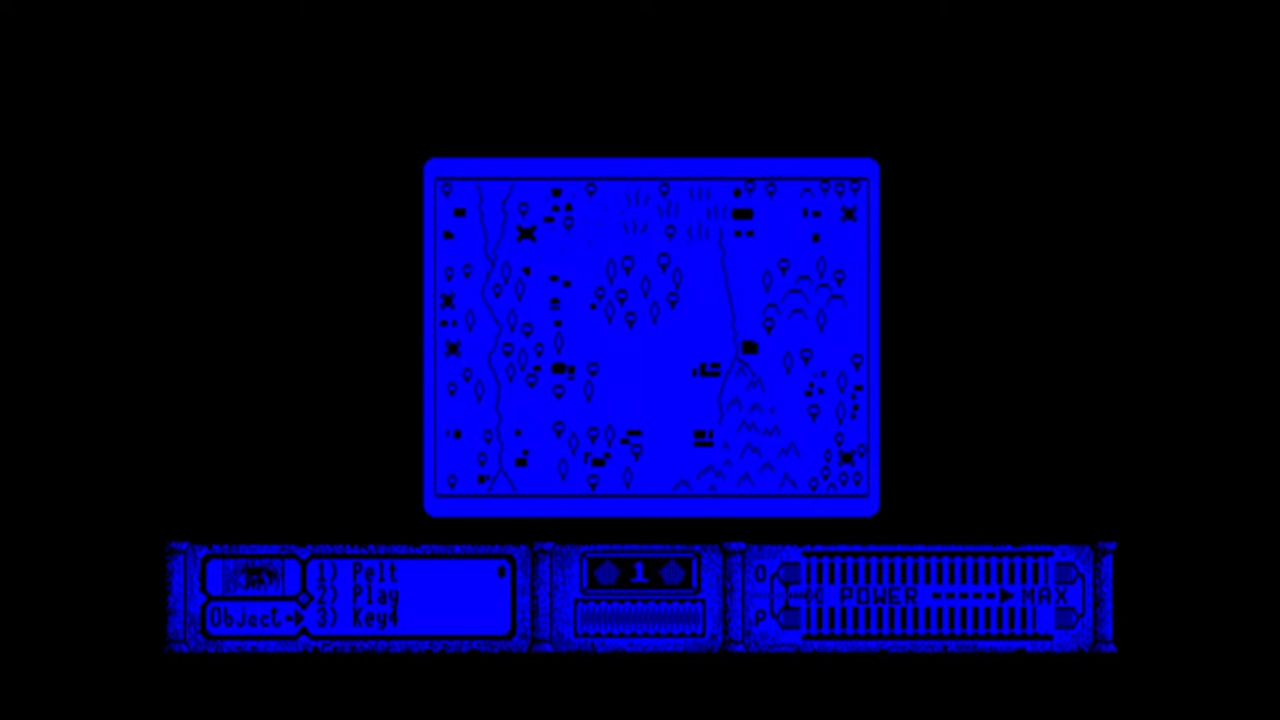 1) Pelt
2) Play
Object 3) Key4
1
O
POWER MAX
P